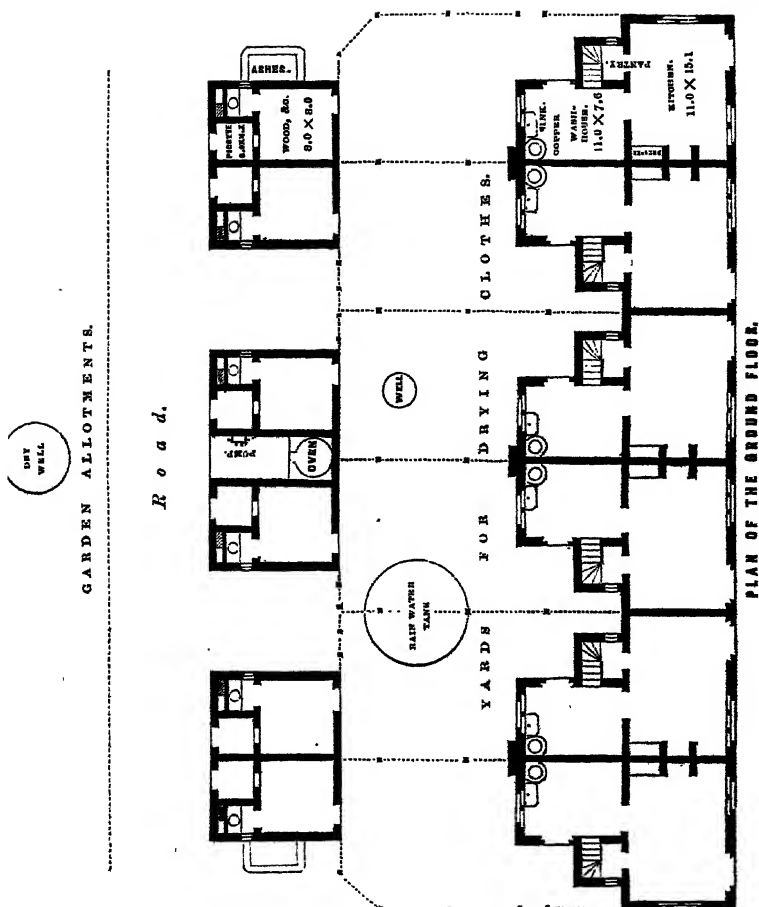 DRY
WELL
GARDEN ALLOTMENTS.
Road.
ASHES.
WOOD, &c.
8.0 × 8.0
PUMP.
OVEN
WELL
RAIN WATER
TANK
YARDS FOR DRYING CLOTHES.
SINK.
COPPER
WASH-
HOUSE.
11.0 × 7.6
PANTRY.
KITCHEN.
11.0 × 15.1
PLAN OF THE GROUND FLOOR.